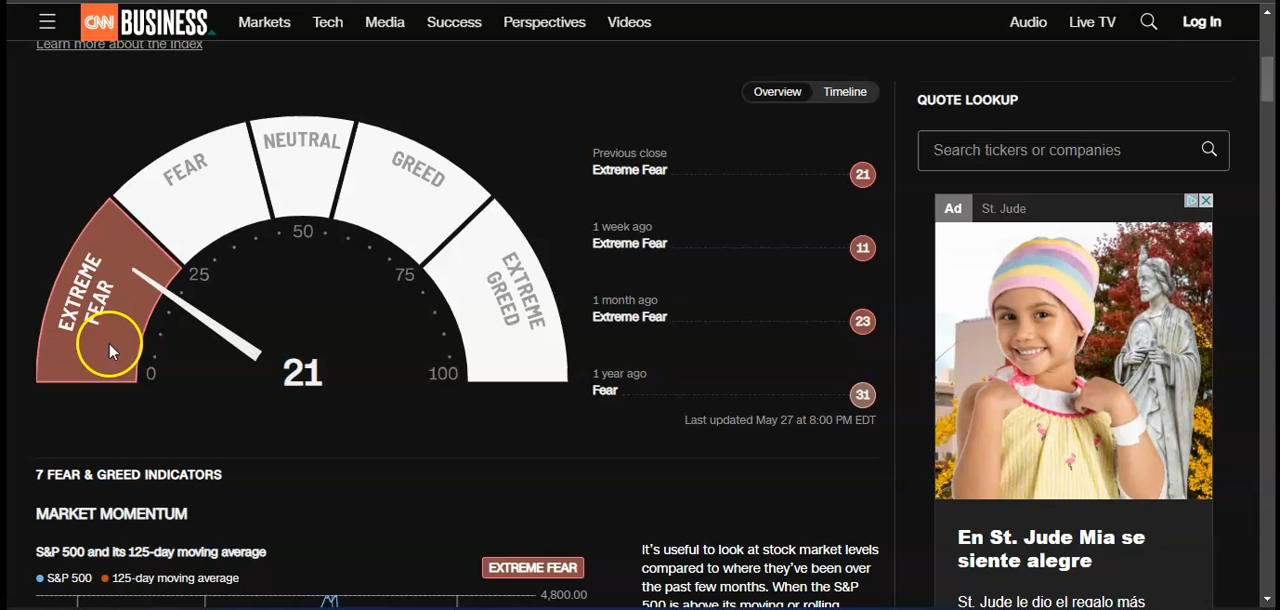 CNN BUSINESS Markets Tech Media Success Perspectives Videos Audio Live TV Log In
Learn more about the index
Overview Timeline
FEAR
NEUTRAL
GREED
EXTREME
FEAR
EXTREME
GREED
0
25
50
75
100
21
Previous close
Extreme Fear 21
1 week ago
Extreme Fear 11
1 month ago
Extreme Fear 23
1 year ago
Fear 31
Last updated May 27 at 8:00 PM EDT
7 FEAR & GREED INDICATORS
MARKET MOMENTUM
S&P 500 and its 125-day moving average
S&P 500 125-day moving average
EXTREME FEAR
4,800.00
It's useful to look at stock market levels
compared to where they've been over
the past few months. When the S&P
500 is above its moving or rolling
QUOTE LOOKUP
Search tickers or companies
Ad St. Jude
En St. Jude Mia se
siente alegre
St. Jude le dio el regalo más